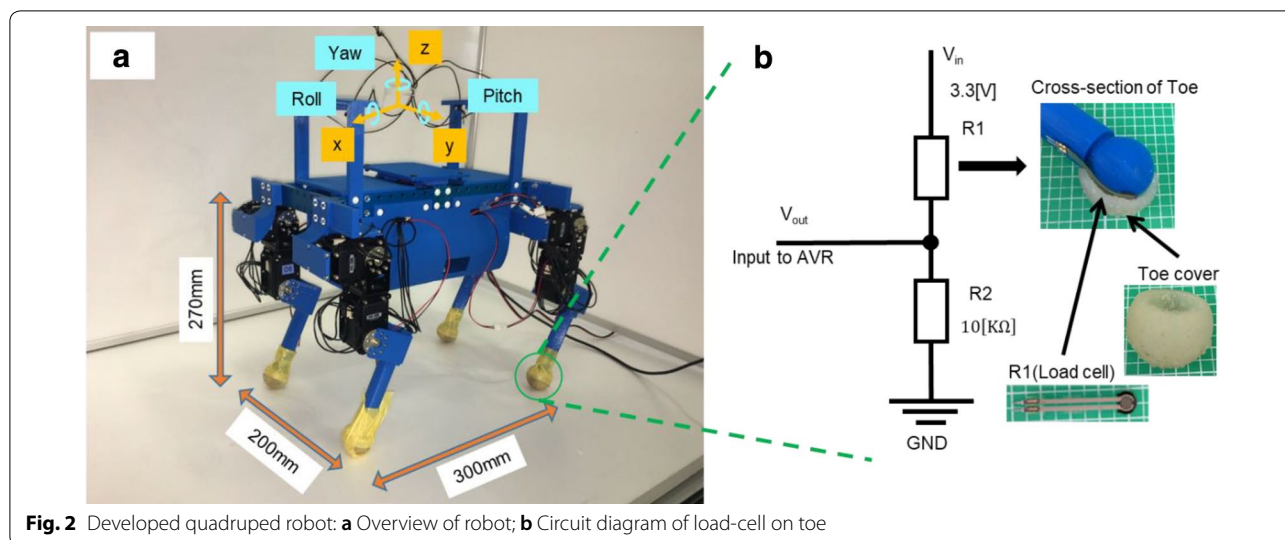 a
Yaw
z
Roll
Pitch
x
y
270mm
200mm
300mm
b
Vin
3.3[V]
R1
Cross-section of Toe
Vout
Input to AVR
Toe cover
R2
10[KΩ]
R1(Load cell)
GND
Fig. 2 Developed quadruped robot: a Overview of robot; b Circuit diagram of load-cell on toe